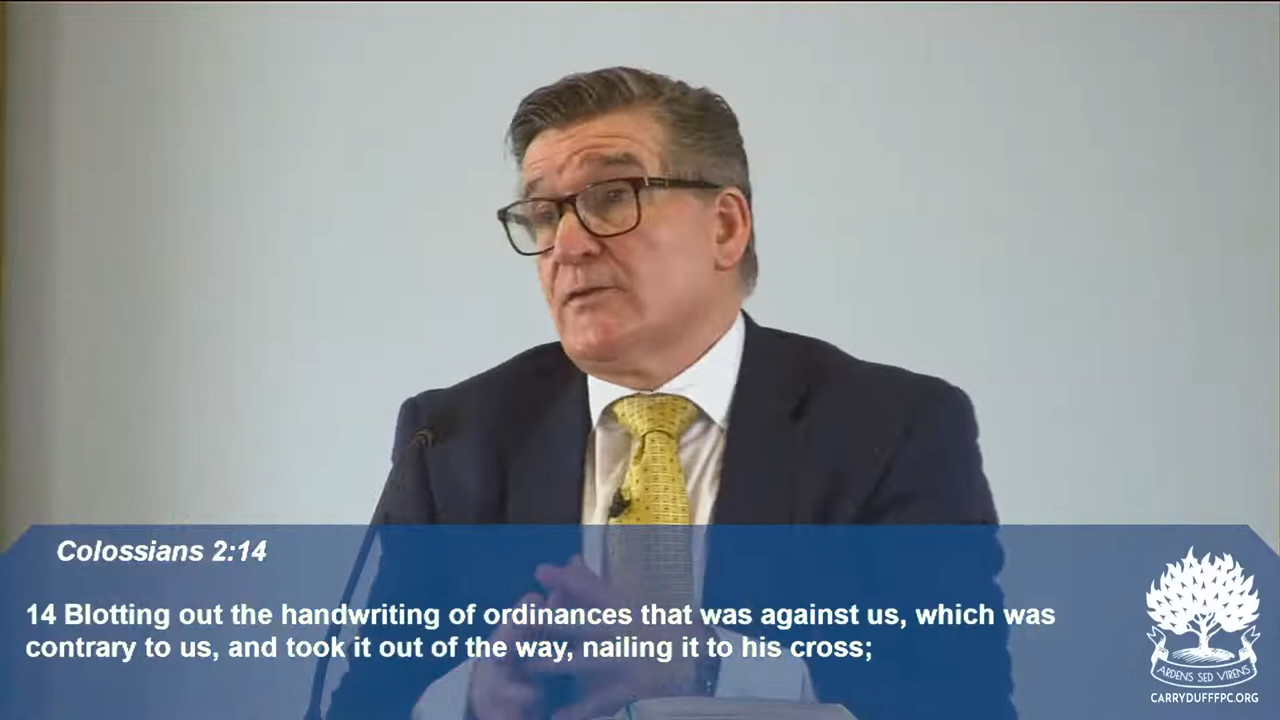 Colossians 2:14
14 Blotting out the handwriting of ordinances that was against us, which was
contrary to us, and took it out of the way, nailing it to his cross;
ARDENS SED VIRENS
CARRYDUFFFPC.ORG